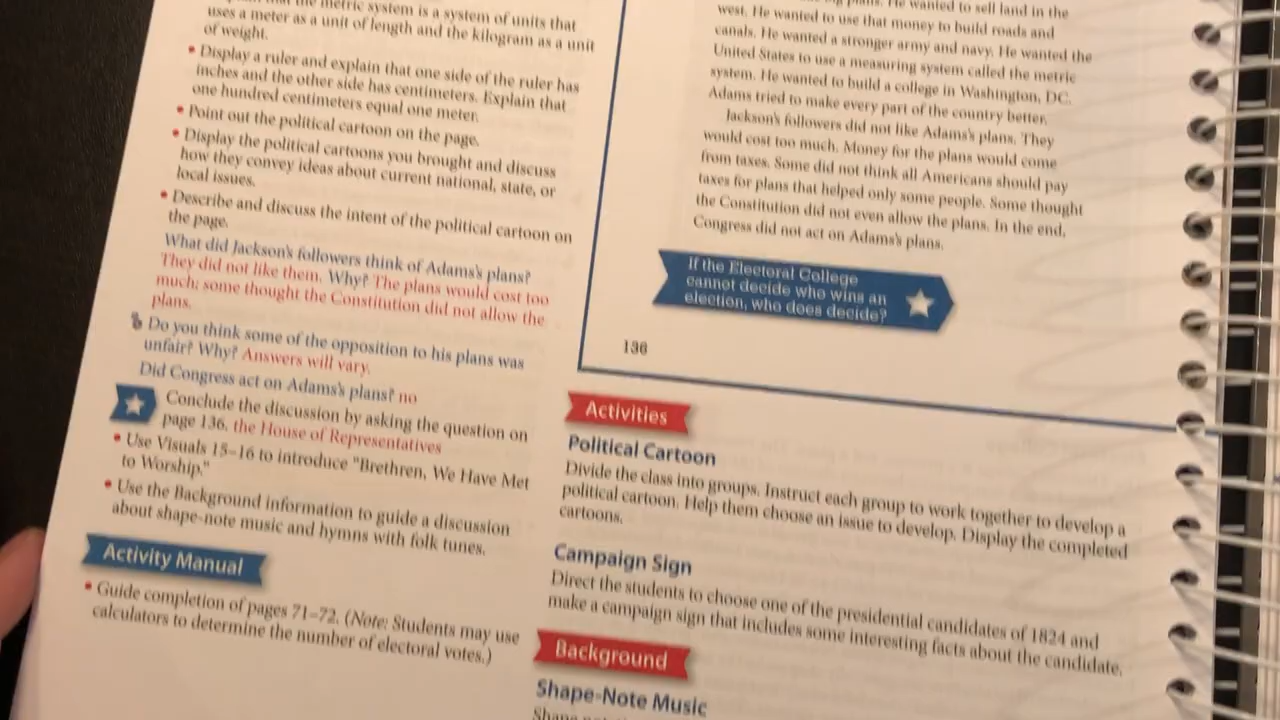 that the metric system is a system of units that
uses a meter as a unit of length and the kilogram as a unit
of weight.
• Display a ruler and explain that one side of the ruler has
inches and the other side has centimeters. Explain that
one hundred centimeters equal one meter.
• Point out the political cartoon on the page.
• Display the political cartoons you brought and discuss
how they convey ideas about current national, state, or
local issues.
• Describe and discuss the intent of the political cartoon on
the page.
What did Jackson's followers think of Adams's plans?
They did not like them. Why? The plans would cost too
much; some thought the Constitution did not allow the
plans.
Do you think some of the opposition to his plans was
unfair? Why? Answers will vary.
Did Congress act on Adams's plans? no
Conclude the discussion by asking the question on
page 136. the House of Representatives
• Use Visuals 15–16 to introduce "Brethren, We Have Met
to Worship."
• Use the Background information to guide a discussion
about shape-note music and hymns with folk tunes.
Activity Manual
• Guide completion of pages 71–72. (Note: Students may use
calculators to determine the number of electoral votes.)
plans. He wanted to sell land in the
west. He wanted to use that money to build roads and
canals. He wanted a stronger army and navy. He wanted the
United States to use a measuring system called the metric
system. He wanted to build a college in Washington, DC.
Adams tried to make every part of the country better.
Jackson's followers did not like Adams's plans. They
would cost too much. Money for the plans would come
from taxes. Some did not think all Americans should pay
taxes for plans that helped only some people. Some thought
the Constitution did not even allow the plans. In the end,
Congress did not act on Adams's plans.
If the Electoral College
cannot decide who wins an
election, who does decide?
136
Activities
Political Cartoon
Divide the class into groups. Instruct each group to work together to develop a
political cartoon. Help them choose an issue to develop. Display the completed
cartoons.
Campaign Sign
Direct the students to choose one of the presidential candidates of 1824 and
make a campaign sign that includes some interesting facts about the candidate.
Background
Shape-Note Music